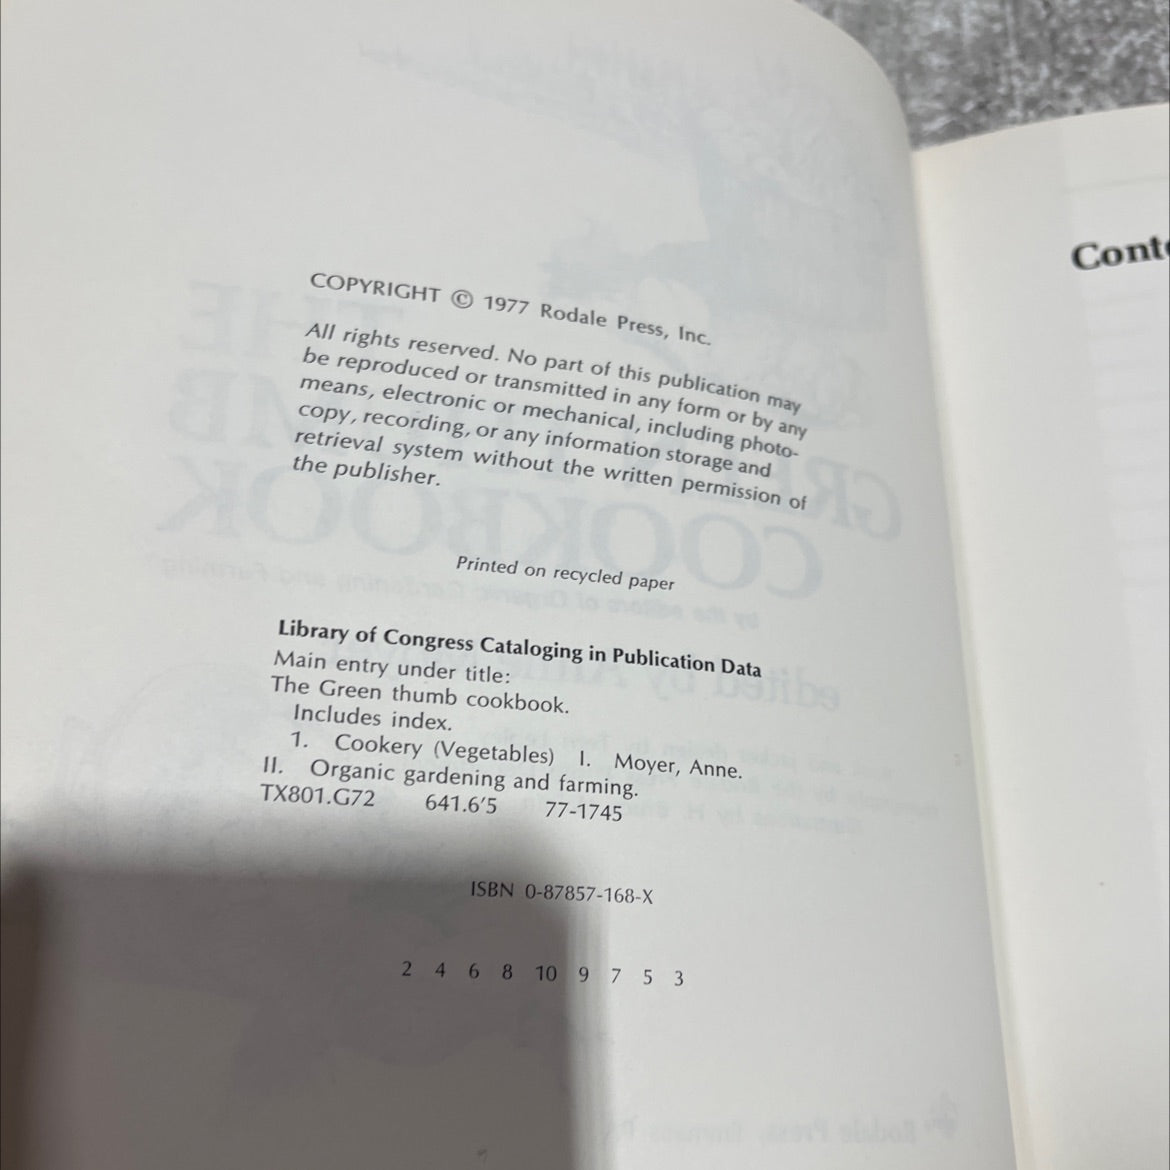 COPYRIGHT © 1977 Rodale Press, Inc.
All rights reserved. No part of this publication may
be reproduced or transmitted in any form or by any
means, electronic or mechanical, including photo-
copy, recording, or any information storage and
retrieval system without the written permission of
the publisher.
Printed on recycled paper
Library of Congress Cataloging in Publication Data
Main entry under title:
The Green thumb cookbook.
Includes index.
1. Cookery (Vegetables) I. Moyer, Anne.
II. Organic gardening and farming.
TX801.G72 641.6'5 77-1745
ISBN 0-87857-168-X
2 4 6 8 10 9 7 5 3